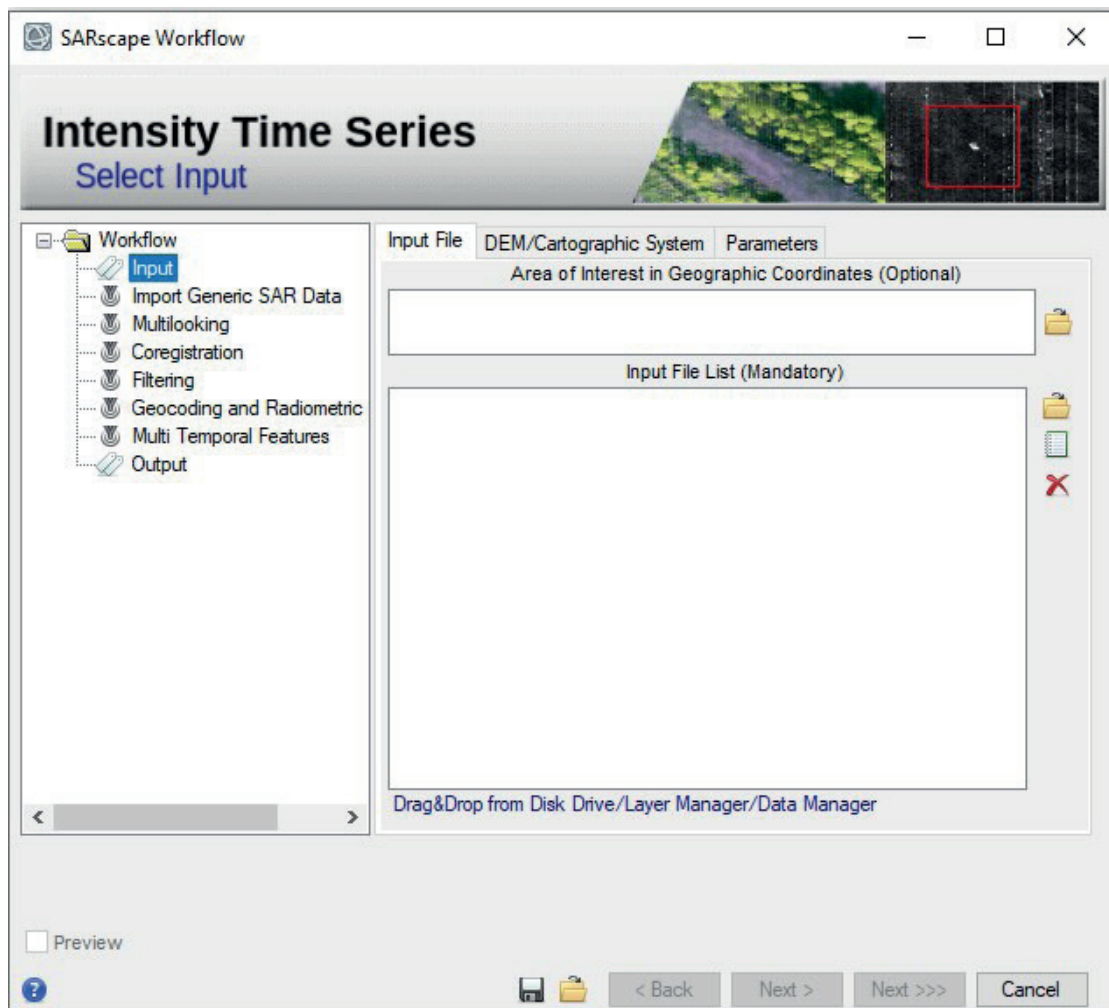 SARscape Workflow
Intensity Time Series
Select Input
Workflow
Input
Import Generic SAR Data
Multilooking
Coregistration
Filtering
Geocoding and Radiometric
Multi Temporal Features
Output
Input File
DEM/Cartographic System
Parameters
Area of Interest in Geographic Coordinates (Optional)
Input File List (Mandatory)
Drag&Drop from Disk Drive/Layer Manager/Data Manager
Preview
?
< Back
Next >
Next >>>
Cancel